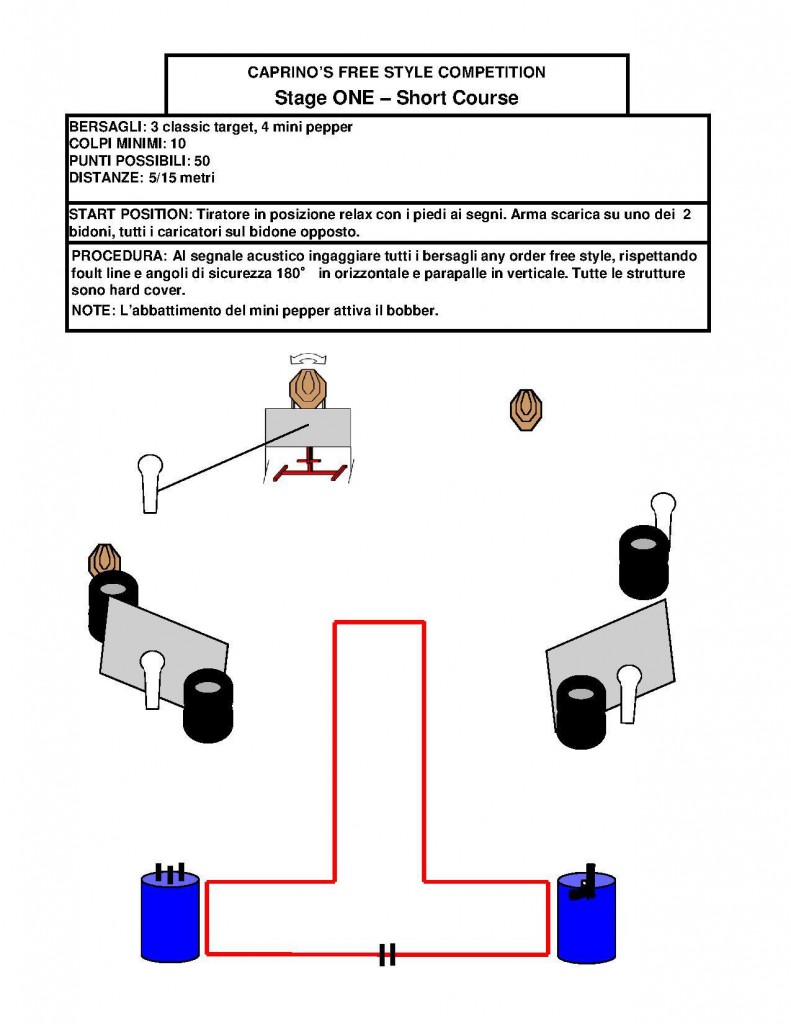 CAPRINO'S FREE STYLE COMPETITION
Stage ONE – Short Course
BERSAGLI: 3 classic target, 4 mini pepper
COLPI MINIMI: 10
PUNTI POSSIBILI: 50
DISTANZE: 5/15 metri
START POSITION: Tiratore in posizione relax con i piedi ai segni. Arma scarica su uno dei 2
bidoni, tutti i caricatori sul bidone opposto.
PROCEDURA: Al segnale acustico ingaggiare tutti i bersagli any order free style, rispettando
foult line e angoli di sicurezza 180° in orizzontale e parapalle in verticale. Tutte le strutture
sono hard cover.
NOTE: L'abbattimento del mini pepper attiva il bobber.